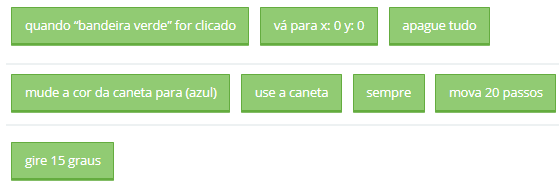 quando “bandeira verde” for clicado vá para x: 0 y: 0 apague tudo
mude a cor da caneta para (azul) use a caneta sempre mova 20 passos
gire 15 graus